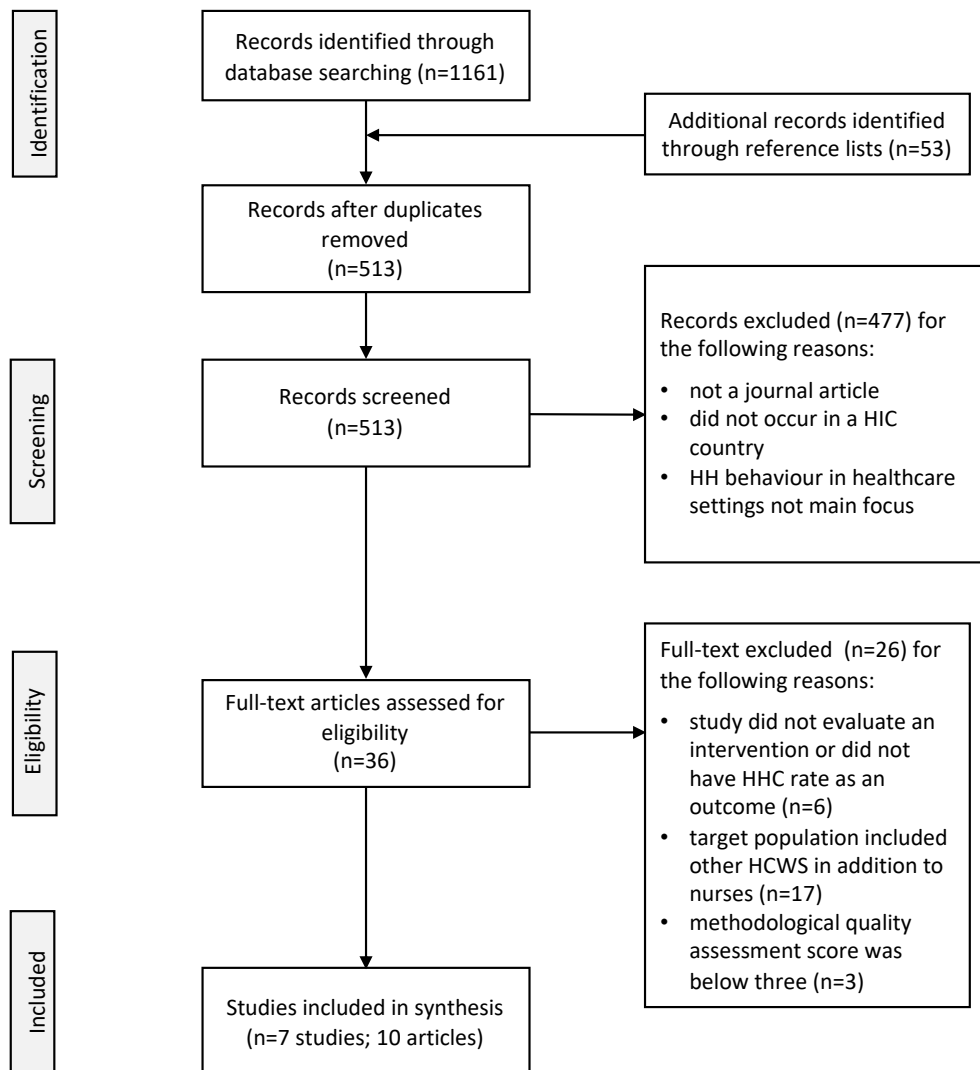 Identification
Records identified through
database searching (n=1161)
Additional records identified
through reference lists (n=53)
Records after duplicates
removed
(n=513)
Screening
Records screened
(n=513)
Records excluded (n=477) for
the following reasons:
• not a journal article
• did not occur in a HIC
country
• HH behaviour in healthcare
settings not main focus
Eligibility
Full-text articles assessed for
eligibility
(n=36)
Full-text excluded (n=26) for
the following reasons:
• study did not evaluate an
intervention or did not
have HHC rate as an
outcome (n=6)
• target population included
other HCWS in addition to
nurses (n=17)
• methodological quality
assessment score was
below three (n=3)
Included
Studies included in synthesis
(n=7 studies; 10 articles)